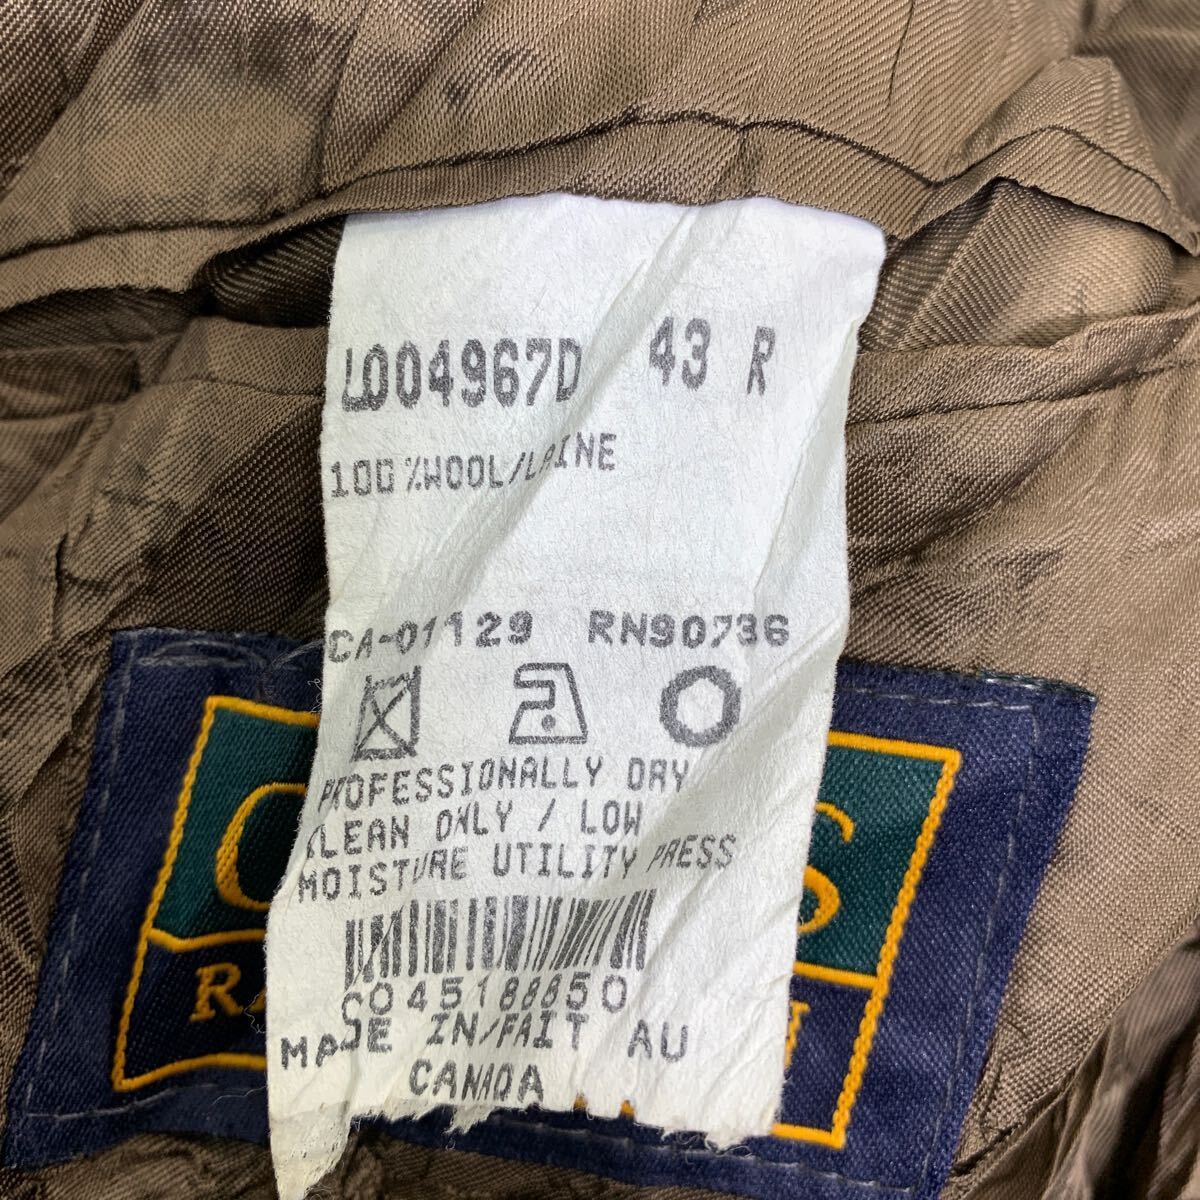 L004967D 43 R
100%WOOL/LAINE
CA-01129 RN90736
PROFESSIONALLY DRY
CLEAN ONLY / LOW
MOISTURE UTILITY PRESS
S045188850
MADE IN/FAIT AU
CANADA